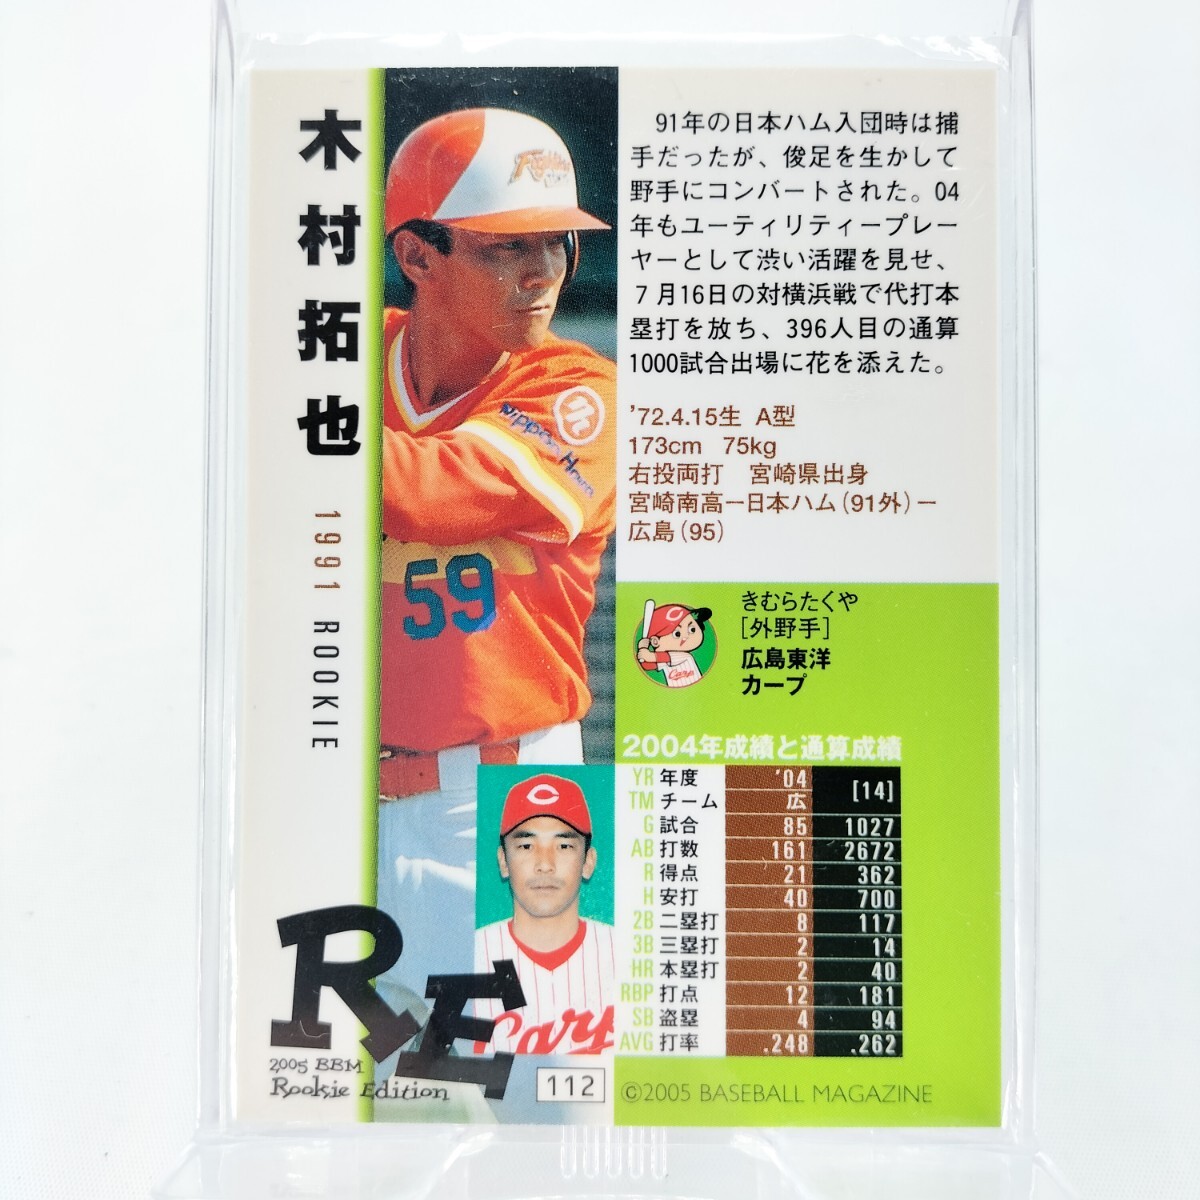 木村拓也
1991 ROOKIE
Fighters
Nippon Ham
59
91年の日本ハム入団時は捕
手だったが、俊足を生かして
野手にコンバートされた。04
年もユーティリティープレー
ヤーとして渋い活躍を見せ、
7月16日の対横浜戦で代打本
塁打を放ち、396人目の通算
1000試合出場に花を添えた。
'72.4.15生 A型
173cm 75kg
右投両打 宮崎県出身
宮崎南高ー日本ハム(91外)ー
広島(95)
きむらたくや
[外野手]
広島東洋
カープ
C
Carp
2004年成績と通算成績
YR 年度 '04 [14]
TM チーム 広
G 試合 85 1027
AB 打数 161 2672
R 得点 21 362
H 安打 40 700
2B 二塁打 8 117
3B 三塁打 2 14
HR 本塁打 2 40
RBP 打点 12 181
SB 盗塁 4 94
AVG 打率 .248 .262
C
Carp
RE
2005 BBM
Rookie Edition
112
©2005 BASEBALL MAGAZINE